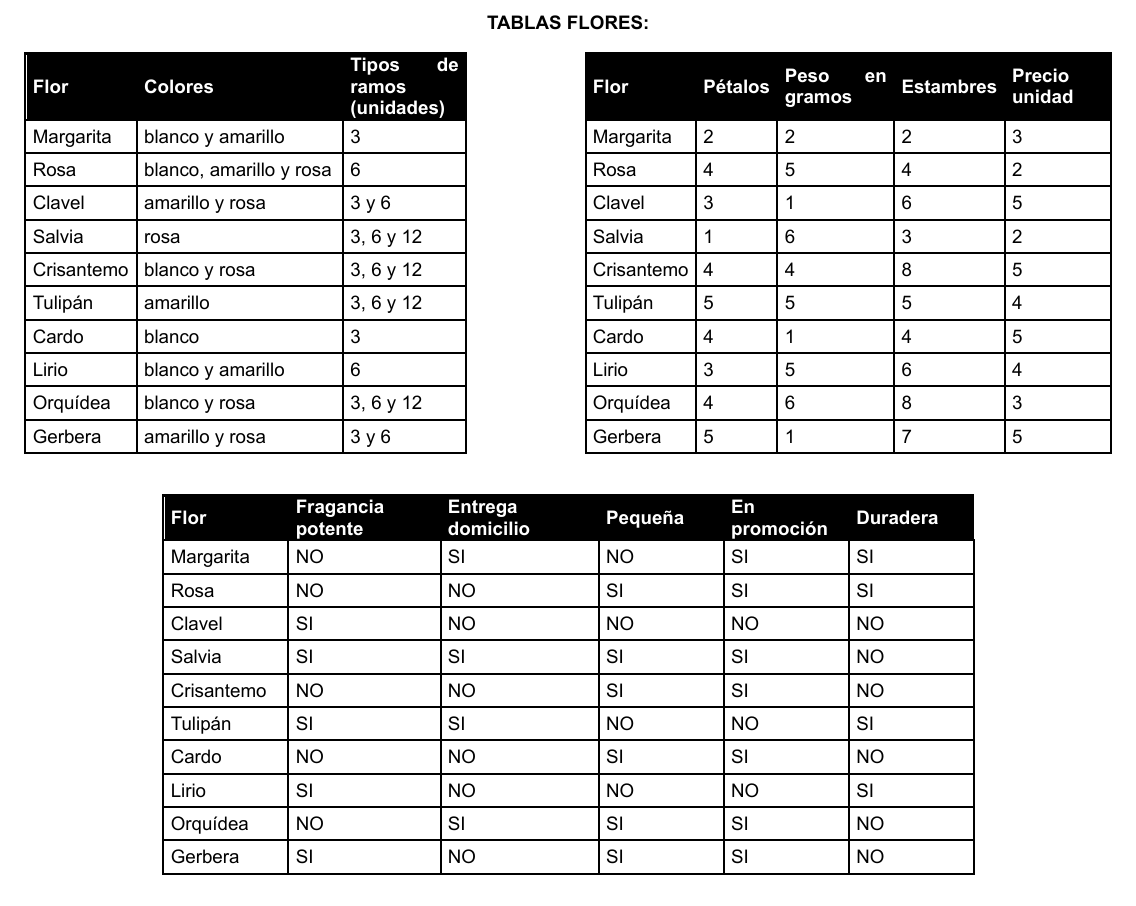 TABLAS FLORES:
Flor Colores Tipos de ramos (unidades)
Margarita blanco y amarillo 3
Rosa blanco, amarillo y rosa 6
Clavel amarillo y rosa 3 y 6
Salvia rosa 3, 6 y 12
Crisantemo blanco y rosa 3, 6 y 12
Tulipán amarillo 3, 6 y 12
Cardo blanco 3
Lirio blanco y amarillo 6
Orquídea blanco y rosa 3, 6 y 12
Gerbera amarillo y rosa 3 y 6
Flor Pétalos Peso en gramos Estambres Precio unidad
Margarita 2 2 2 3
Rosa 4 5 4 2
Clavel 3 1 6 5
Salvia 1 6 3 2
Crisantemo 4 4 8 5
Tulipán 5 5 5 4
Cardo 4 1 4 5
Lirio 3 5 6 4
Orquídea 4 6 8 3
Gerbera 5 1 7 5
Flor Fragancia potente Entrega domicilio Pequeña En promoción Duradera
Margarita NO SI NO SI SI
Rosa NO NO SI SI SI
Clavel SI NO NO NO NO
Salvia SI SI SI SI NO
Crisantemo NO NO SI SI NO
Tulipán SI SI NO NO SI
Cardo NO NO SI SI NO
Lirio SI NO NO NO SI
Orquídea NO SI SI SI NO
Gerbera SI NO SI SI NO